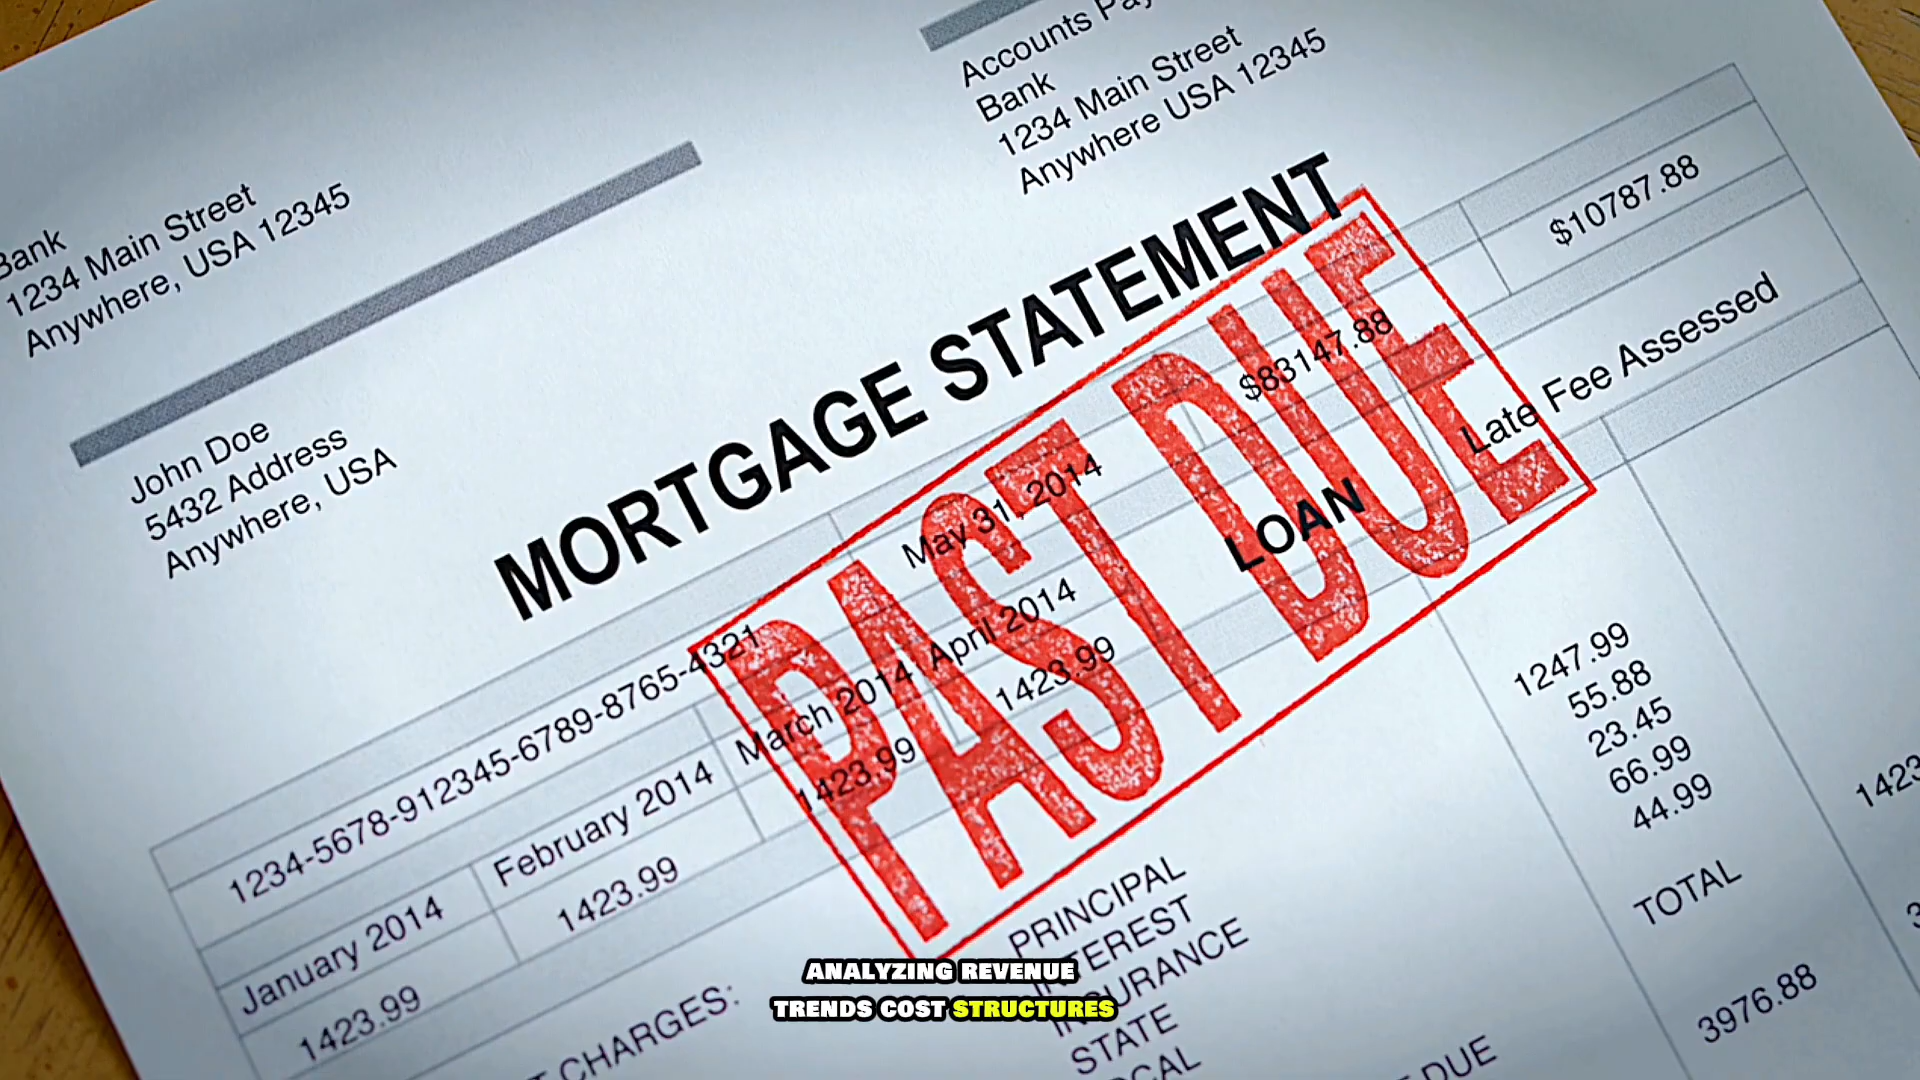 Accounts
Bank
1234 Main Street
Anywhere USA 12345
Bank
1234 Main Street
Anywhere, USA 12345
John Doe
5432 Address
Anywhere, USA
MORTGAGE STATEMENT
PAST DUE
$10787.88
$83147.88
Late Fee Assessed
May 31, 2014
LOAN
1234-5678-912345-6789-8765-4321
January 2014 February 2014 March 2014 April 2014
1423.99 1423.99 1423.99 1423.99
CHARGES:
PRINCIPAL 1247.99
INTEREST 55.88
INSURANCE 23.45
STATE 66.99
44.99
TOTAL
DUE 3976.88
ANALYZING REVENUE
TRENDS COST STRUCTURES